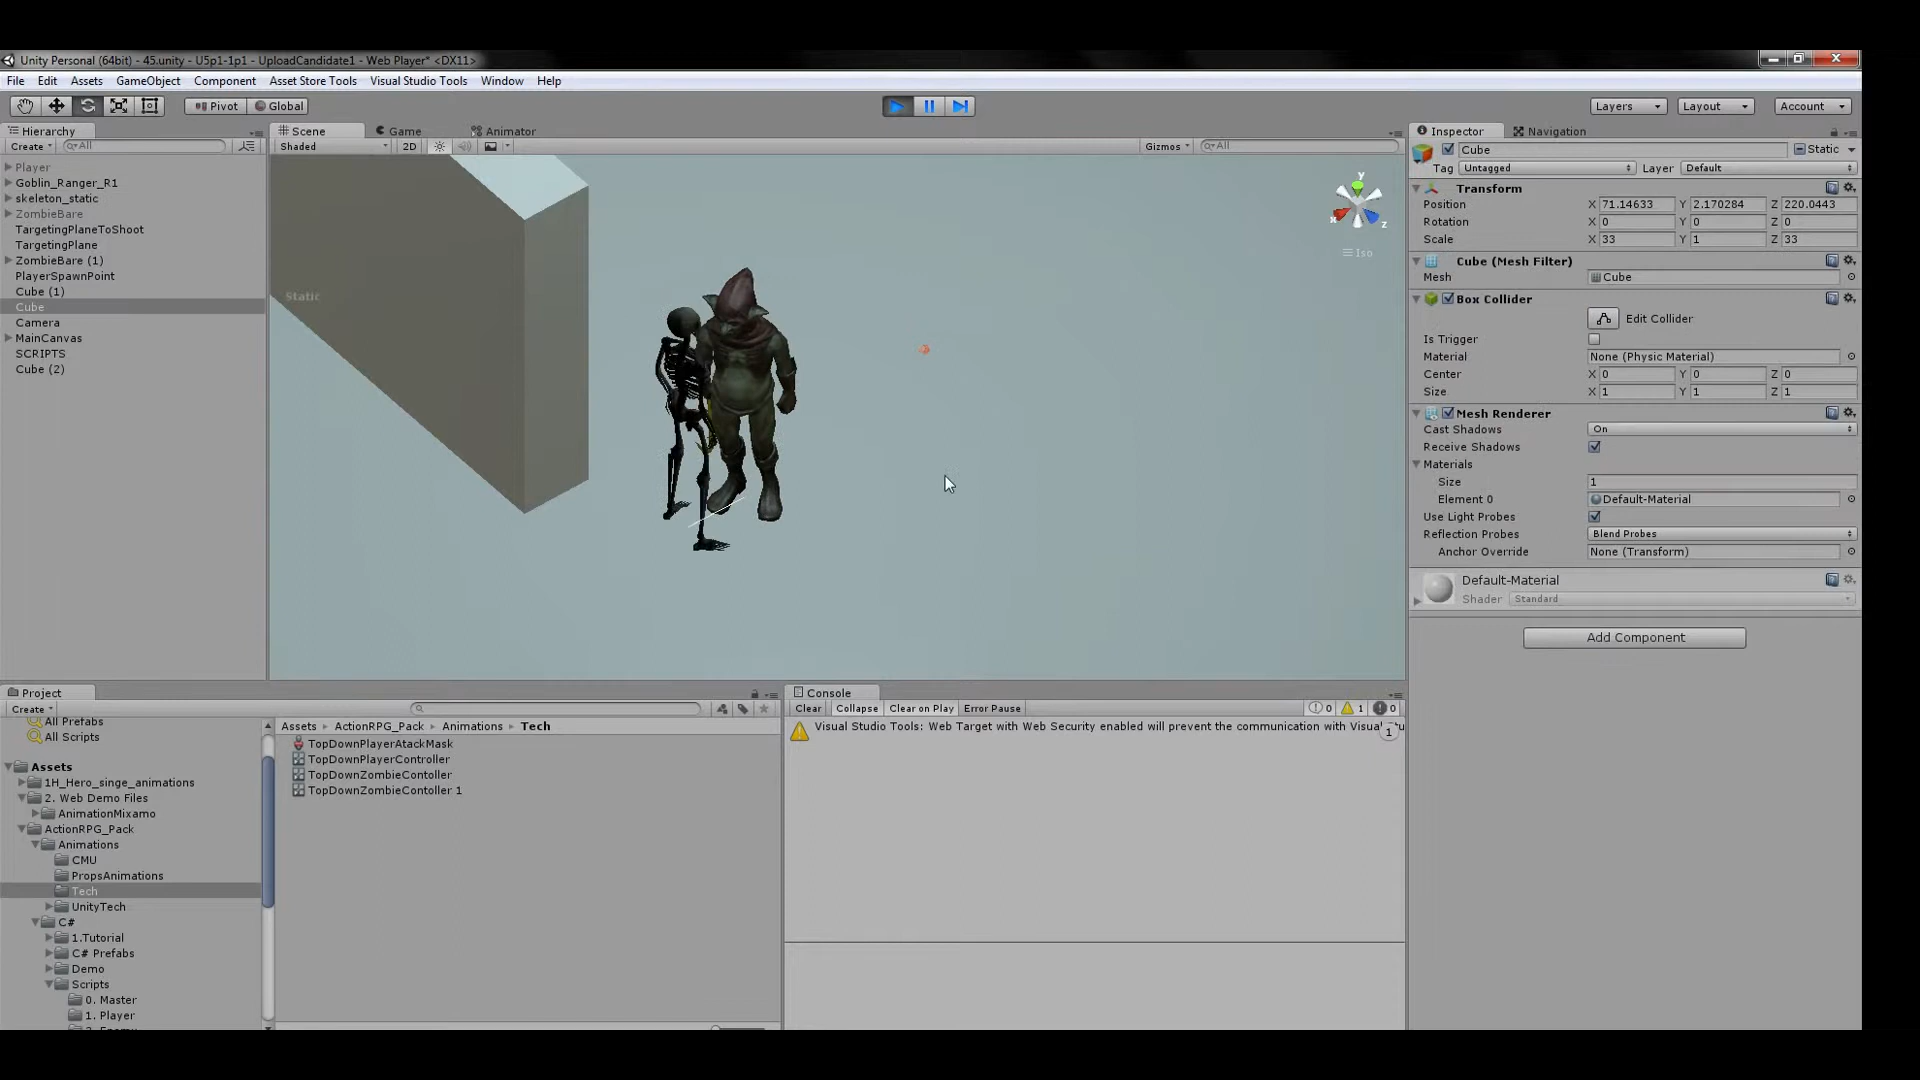 Unity Personal (64bit) - 45.unity - U5p1-1p1 - UploadCandidate1 - Web Player* <DX11>
File Edit Assets GameObject Component Asset Store Tools Visual Studio Tools Window Help
Pivot Global Layers Layout Account
Hierarchy
Create All
Player
Goblin_Ranger_R1
skeleton_static
ZombieBare
TargetingPlaneToShoot
TargetingPlane
ZombieBare (1)
PlayerSpawnPoint
Cube (1)
Cube
Camera
MainCanvas
SCRIPTS
Cube (2)
Scene Game Animator
Shaded 2D Gizmos All
Static
y
x
z
Iso
Inspector Navigation
Cube Static
Tag Untagged Layer Default
Transform
Position X 71.14633 Y 2.170284 Z 220.0443
Rotation X 0 Y 0 Z 0
Scale X 33 Y 1 Z 33
Cube (Mesh Filter)
Mesh Cube
Box Collider
Edit Collider
Is Trigger
Material None (Physic Material)
Center X 0 Y 0 Z 0
Size X 1 Y 1 Z 1
Mesh Renderer
Cast Shadows On
Receive Shadows
Materials
Size 1
Element 0 Default-Material
Use Light Probes
Reflection Probes Blend Probes
Anchor Override None (Transform)
Default-Material
Shader Standard
Add Component
Project
Create
All Prefabs
All Scripts
Assets
1H_Hero_singe_animations
2. Web Demo Files
AnimationMixamo
ActionRPG_Pack
Animations
CMU
PropsAnimations
Tech
UnityTech
C#
1.Tutorial
C# Prefabs
Demo
Scripts
0. Master
1. Player
Assets ActionRPG_Pack Animations Tech
TopDownPlayerAtackMask
TopDownPlayerController
TopDownZombieContoller
TopDownZombieContoller 1
Console
Clear Collapse Clear on Play Error Pause 0 1 0
Visual Studio Tools: Web Target with Web Security enabled will prevent the communication with Visual 1